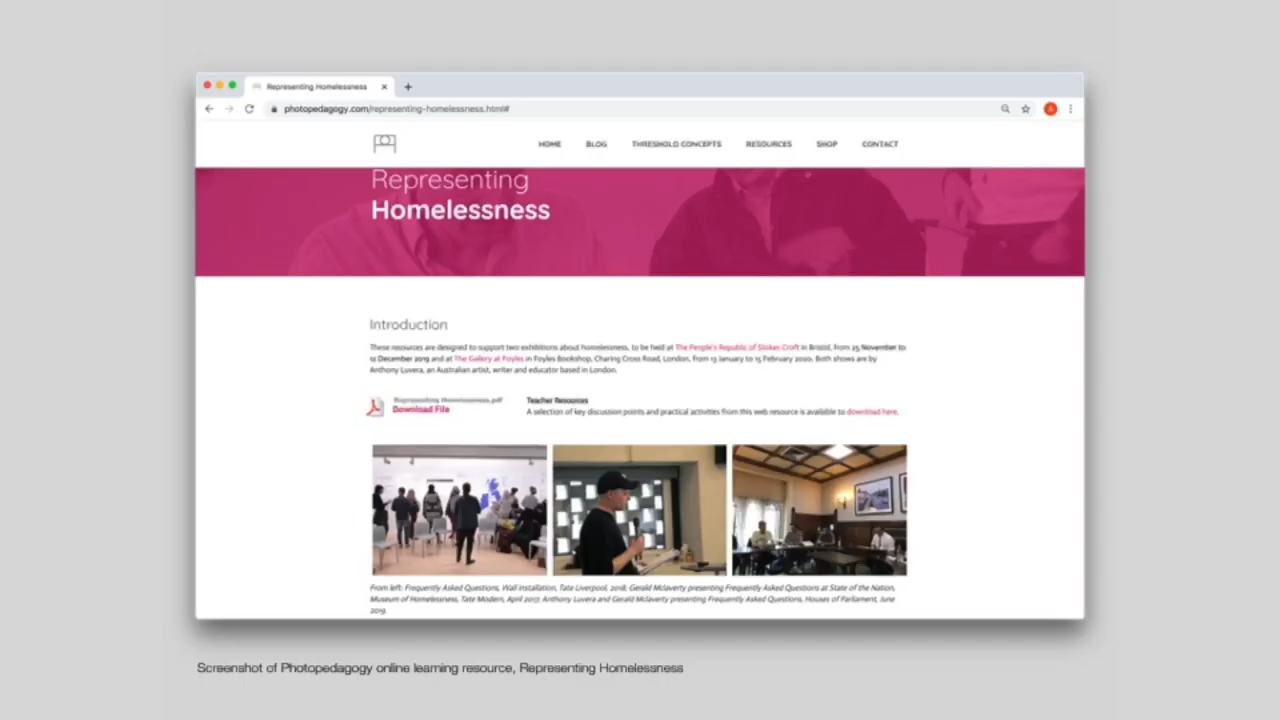 Representing Homelessness
photopedagogy.com/representing-homelessness.html#
HOME BLOG THRESHOLD CONCEPTS RESOURCES SHOP CONTACT
Representing
Homelessness
Introduction
These resources are designed to support two exhibitions about homelessness, to be held at The People's Republic of Stokes Croft in Bristol, from 25 November to
12 December 2019 and at The Gallery at Foyles in Foyles Bookshop, Charing Cross Road, London, from 13 January to 15 February 2020. Both shows are by
Anthony Luvera, an Australian artist, writer and educator based in London.
Representing Homelessness.pdf
Download File
Teacher Resources
A selection of key discussion points and practical activities from this web resource is available to download here.
From left: Frequently Asked Questions, Wall installation, Tate Liverpool, 2018; Gerald Mclaverty presenting Frequently Asked Questions at State of the Nation,
Museum of Homelessness, Tate Modern, April 2017; Anthony Luvera and Gerald Mclaverty presenting Frequently Asked Questions, Houses of Parliament, June
2019.
Screenshot of Photopedagogy online learning resource, Representing Homelessness